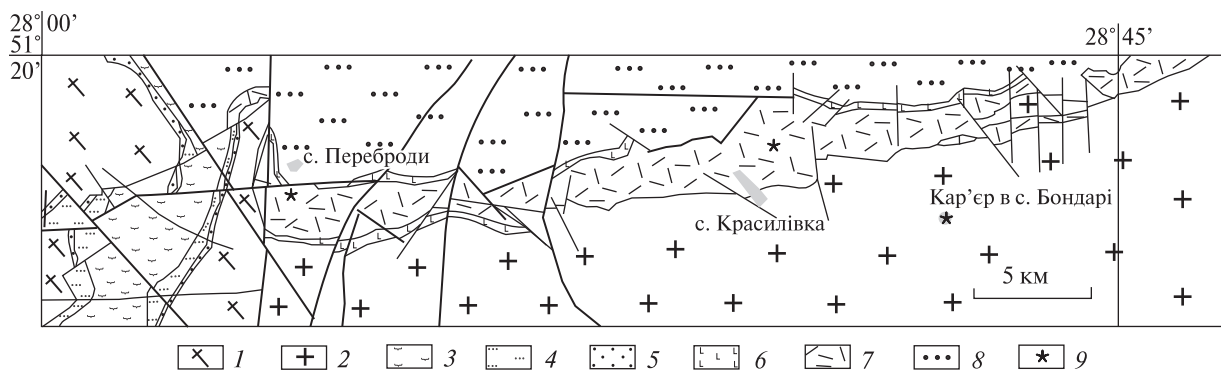 28° 00'
51°
20'
28° 45'
с. Переброди
с. Красилівка
Кар’єр в с. Бондарі
5 км
1 2 3 4 5 6 7 8 9